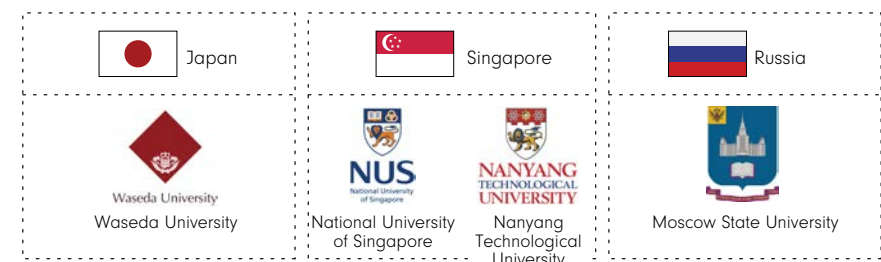 Japan
Singapore
Russia
Waseda University
Waseda University
NUS
National University
of Singapore
National University
of Singapore
NANYANG
TECHNOLOGICAL
UNIVERSITY
Nanyang
Technological
University
Moscow State University